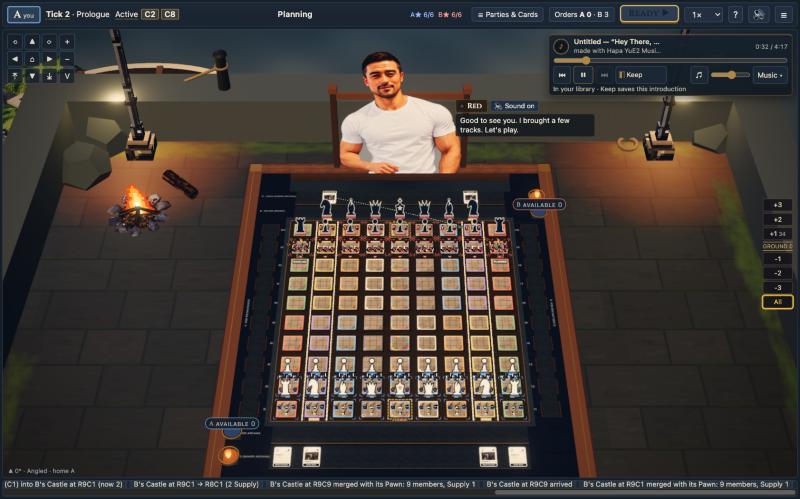 A you
Tick 2 · Prologue Active C2 C8
Planning
A★ 6/6 B★ 6/6
≡ Parties & Cards
Orders A 0 · B 3
READY ▶
1×
?
≡
Untitled — "Hey There, ...
made with Hapa YuE2 Musi...
0:32 / 4:17
Keep
Music
In your library · Keep saves this introduction
V
RED
Sound on
Good to see you. I brought a few
tracks. Let's play.
B AVAILABLE 0
+3
+2
+1 34
GROUND 0
-1
-2
-3
All
A AVAILABLE 0
▲ 0° · Angled · home A
(C1) into B's Castle at R9C1 (now 2)
B's Castle at R9C1 → R8C1 (2 Supply)
B's Castle at R9C9 merged with its Pawn: 9 members, Supply 1
B's Castle at R9C9 arrived
B's Castle at R9C1 merged with its Pawn: 9 members, Supply 1